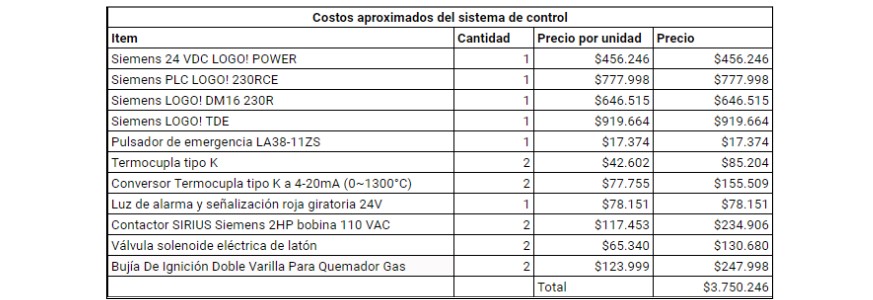 Costos aproximados del sistema de control
Item Cantidad Precio por unidad Precio
Siemens 24 VDC LOGO! POWER 1 $456.246 $456.246
Siemens PLC LOGO! 230RCE 1 $777.998 $777.998
Siemens LOGO! DM16 230R 1 $646.515 $646.515
Siemens LOGO! TDE 1 $919.664 $919.664
Pulsador de emergencia LA38-11ZS 1 $17.374 $17.374
Termocupla tipo K 2 $42.602 $85.204
Conversor Termocupla tipo K a 4-20mA (0~1300°C) 2 $77.755 $155.509
Luz de alarma y señalización roja giratoria 24V 1 $78.151 $78.151
Contactor SIRIUS Siemens 2HP bobina 110 VAC 2 $117.453 $234.906
Válvula solenoide eléctrica de latón 2 $65.340 $130.680
Bujía De Ignición Doble Varilla Para Quemador Gas 2 $123.999 $247.998
Total $3.750.246